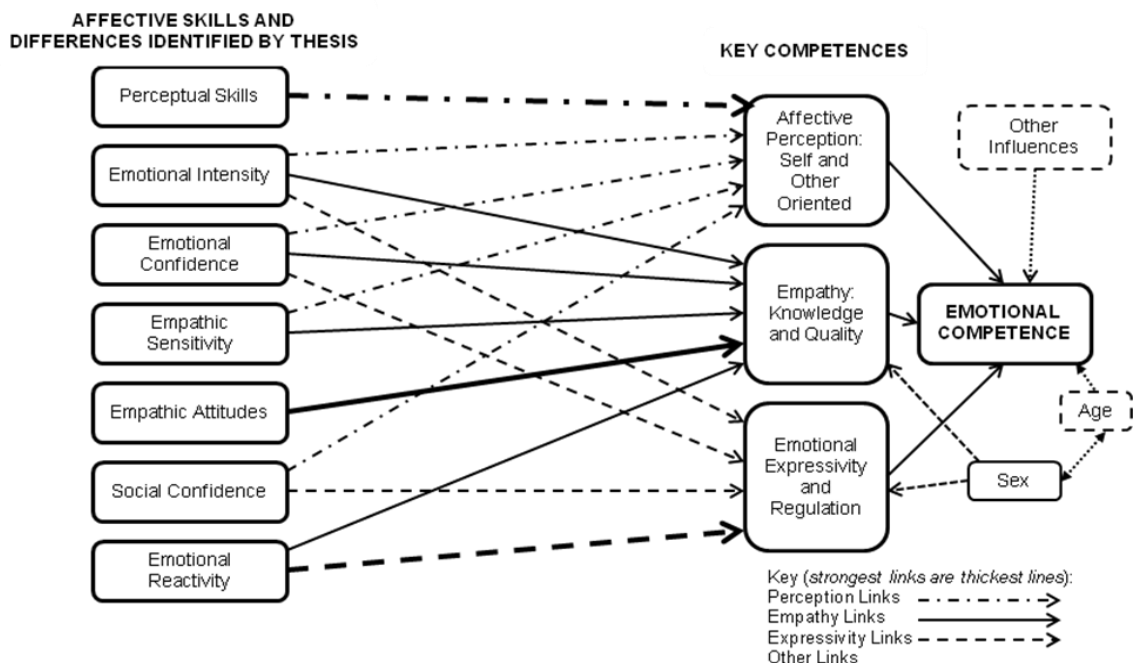 AFFECTIVE SKILLS AND
DIFFERENCES IDENTIFIED BY THESIS
KEY COMPETENCES
Perceptual Skills
Emotional Intensity
Emotional
Confidence
Empathic
Sensitivity
Empathic Attitudes
Social Confidence
Emotional
Reactivity
Affective
Perception:
Self and
Other
Oriented
Empathy:
Knowledge
and Quality
Emotional
Expressivity
and
Regulation
Other
Influences
EMOTIONAL
COMPETENCE
Age
Sex
Key (strongest links are thickest lines):
Perception Links
Empathy Links
Expressivity Links
Other Links